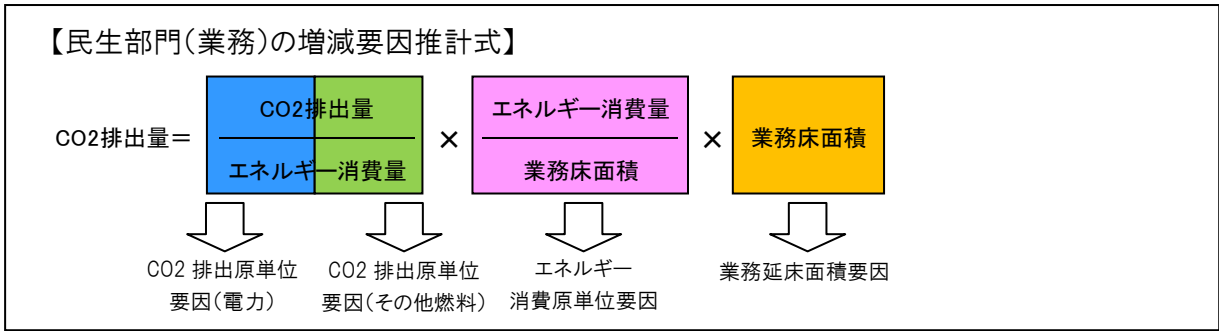 【民生部門(業務)の増減要因推計式】
CO2排出量＝
CO2排出量
エネルギー消費量
×
エネルギー消費量
業務床面積
×
業務床面積
CO2 排出原単位
要因(電力)
CO2 排出原単位
要因(その他燃料)
エネルギー
消費原単位要因
業務延床面積要因